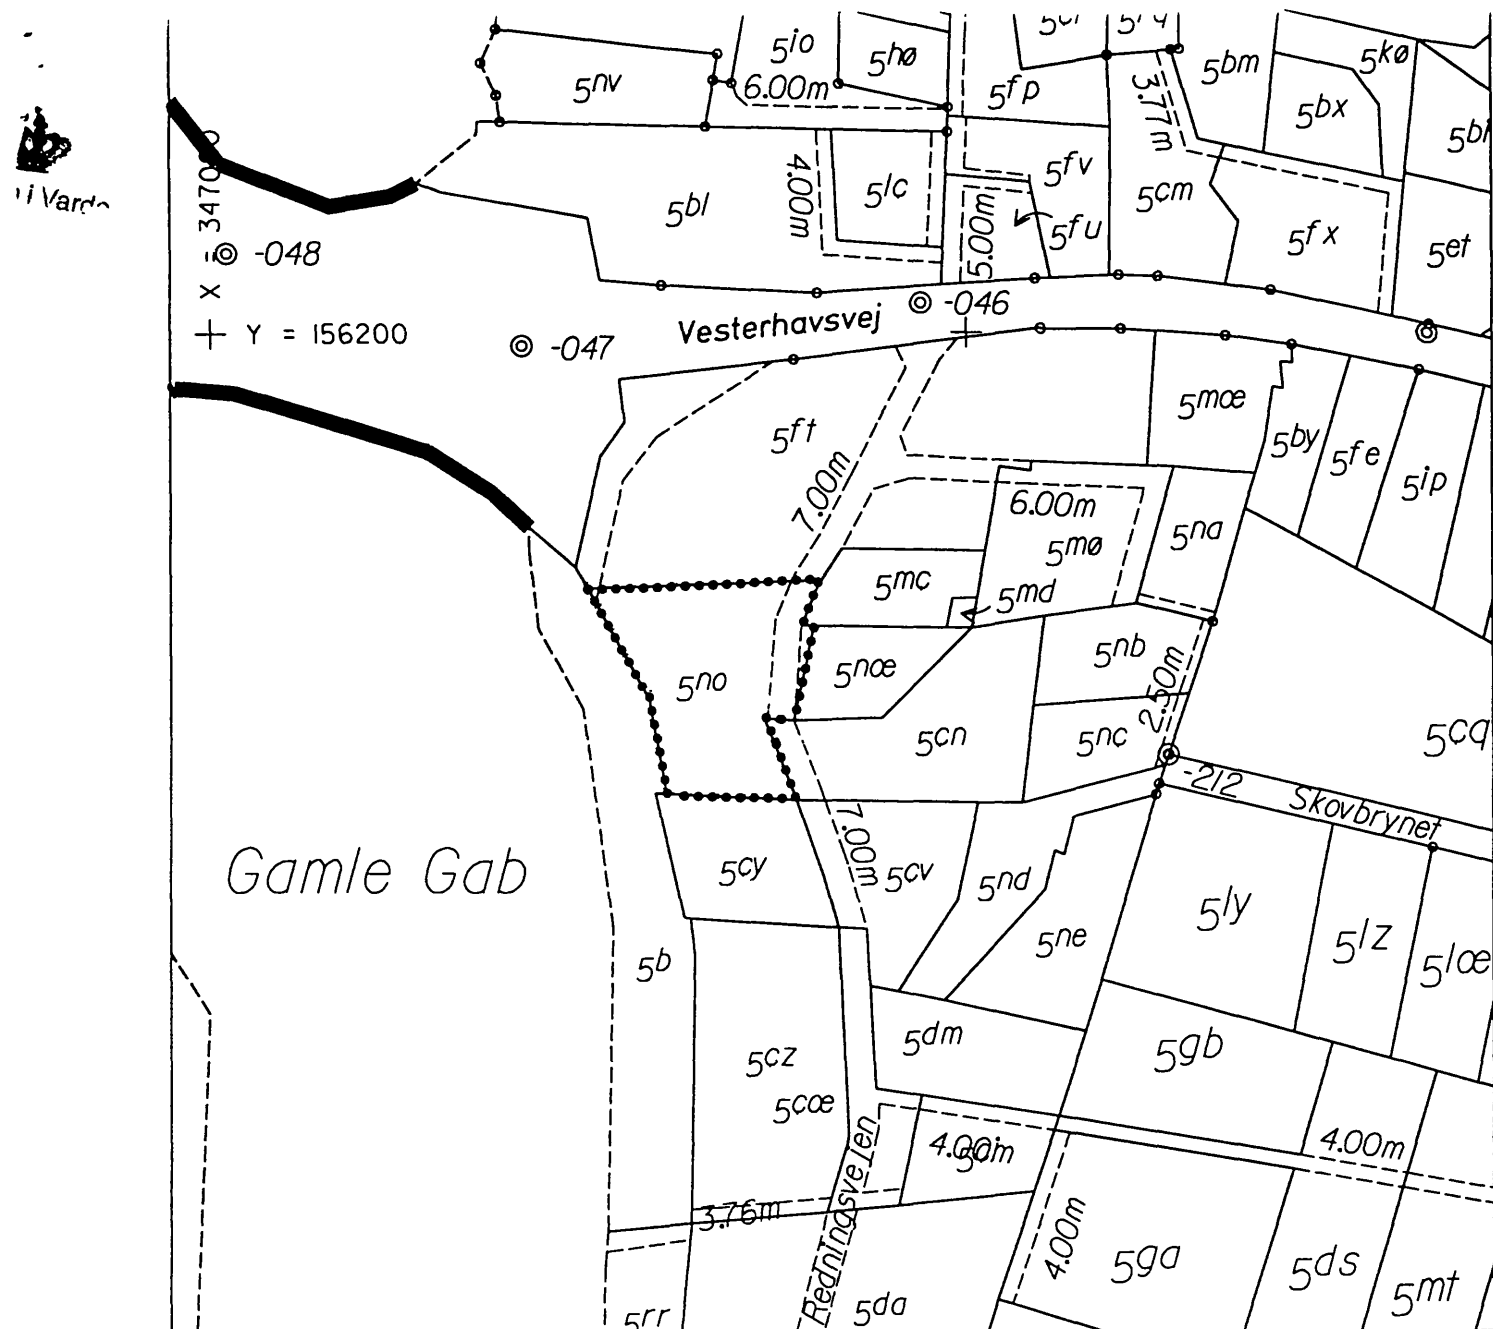 5io
5hø
5nv
6.00m
5fp
3.77m
5bm
5kø
5bx
i Varde
5bl
4.00m
5lc
5.00m
5fv
5fu
5cm
5fx
5et
-048
-046
Vesterhavsvej
Y = 156200
-047
5ft
7.00m
5mœ
5by
5fe
5ip
6.00m
5mø
5na
5mc
5md
5no
5nœ
5nb
2.50m
5cn
5nc
5cq
-212
Skovbrynet
Gamle Gab
5cy
7.00m
5cv
5nd
5ne
5ly
5lz
5lœ
5b
5cz
5cœ
5dm
5gb
4.00m
4.00m
3.76m
Redningsvejen
4.00m
5ga
5ds
5mt
5rr
5da